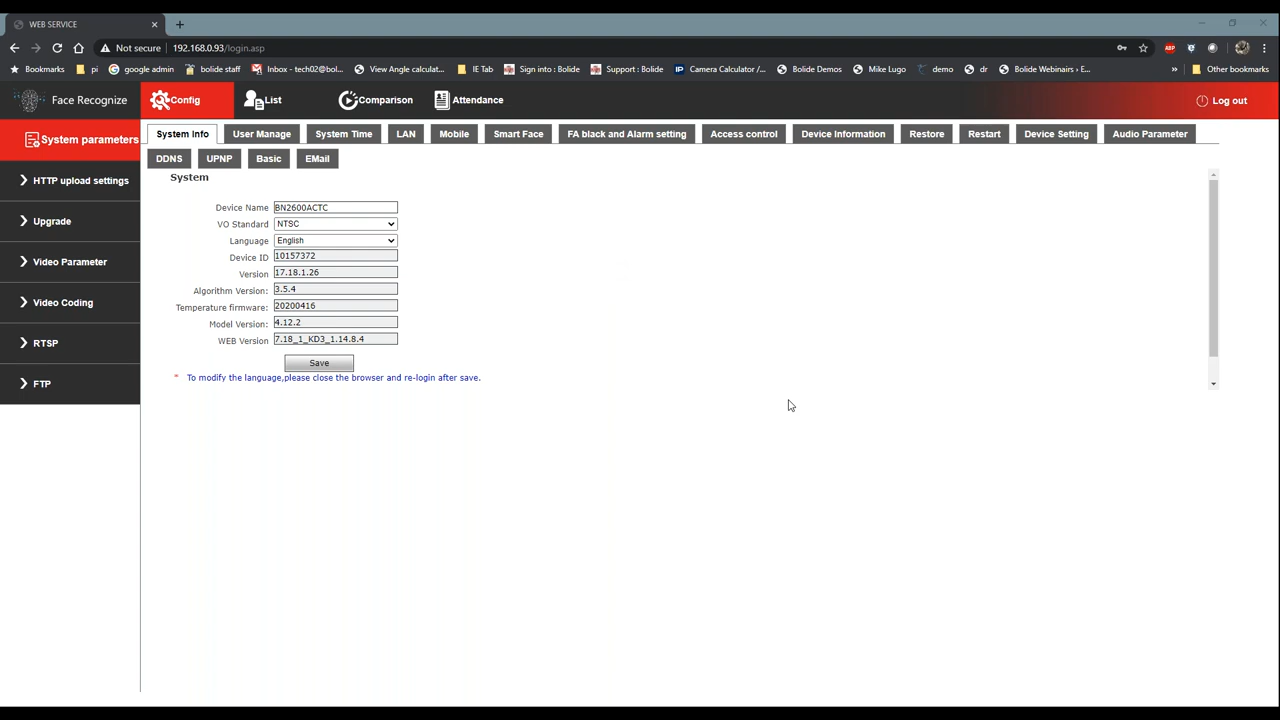 WEB SERVICE
Not secure 192.168.0.93/login.asp
ABP
Bookmarks pi google admin bolide staff Inbox - tech02@bol... View Angle calculat... IE Tab Sign into : Bolide Support : Bolide IP Camera Calculator /... Bolide Demos Mike Lugo demo dr Bolide Webinairs › E... » Other bookmarks
Face Recognize Config List Comparison Attendance Log out
System parameters
HTTP upload settings
Upgrade
Video Parameter
Video Coding
RTSP
FTP
System Info User Manage System Time LAN Mobile Smart Face FA black and Alarm setting Access control Device Information Restore Restart Device Setting Audio Parameter
DDNS UPNP Basic EMail
System
Device Name BN2600ACTC
VO Standard NTSC
Language English
Device ID 10157372
Version 17.18.1.26
Algorithm Version: 3.5.4
Temperature firmware: 20200416
Model Version: 4.12.2
WEB Version 7.18_1_KD3_1.14.8.4
Save
* To modify the language,please close the browser and re-login after save.